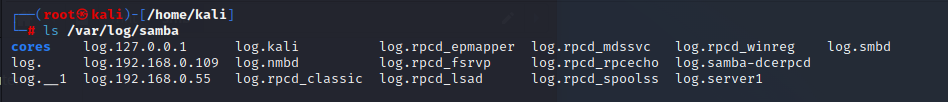 ┌──(root㉿kali)-[/home/kali]
└─# ls /var/log/samba
cores log.127.0.0.1 log.kali log.rpcd_epmapper log.rpcd_mdssvc log.rpcd_winreg log.smbd
log. log.192.168.0.109 log.nmbd log.rpcd_fsrvp log.rpcd_rpcecho log.samba-dcerpcd
log.__1 log.192.168.0.55 log.rpcd_classic log.rpcd_lsad log.rpcd_spoolss log.server1